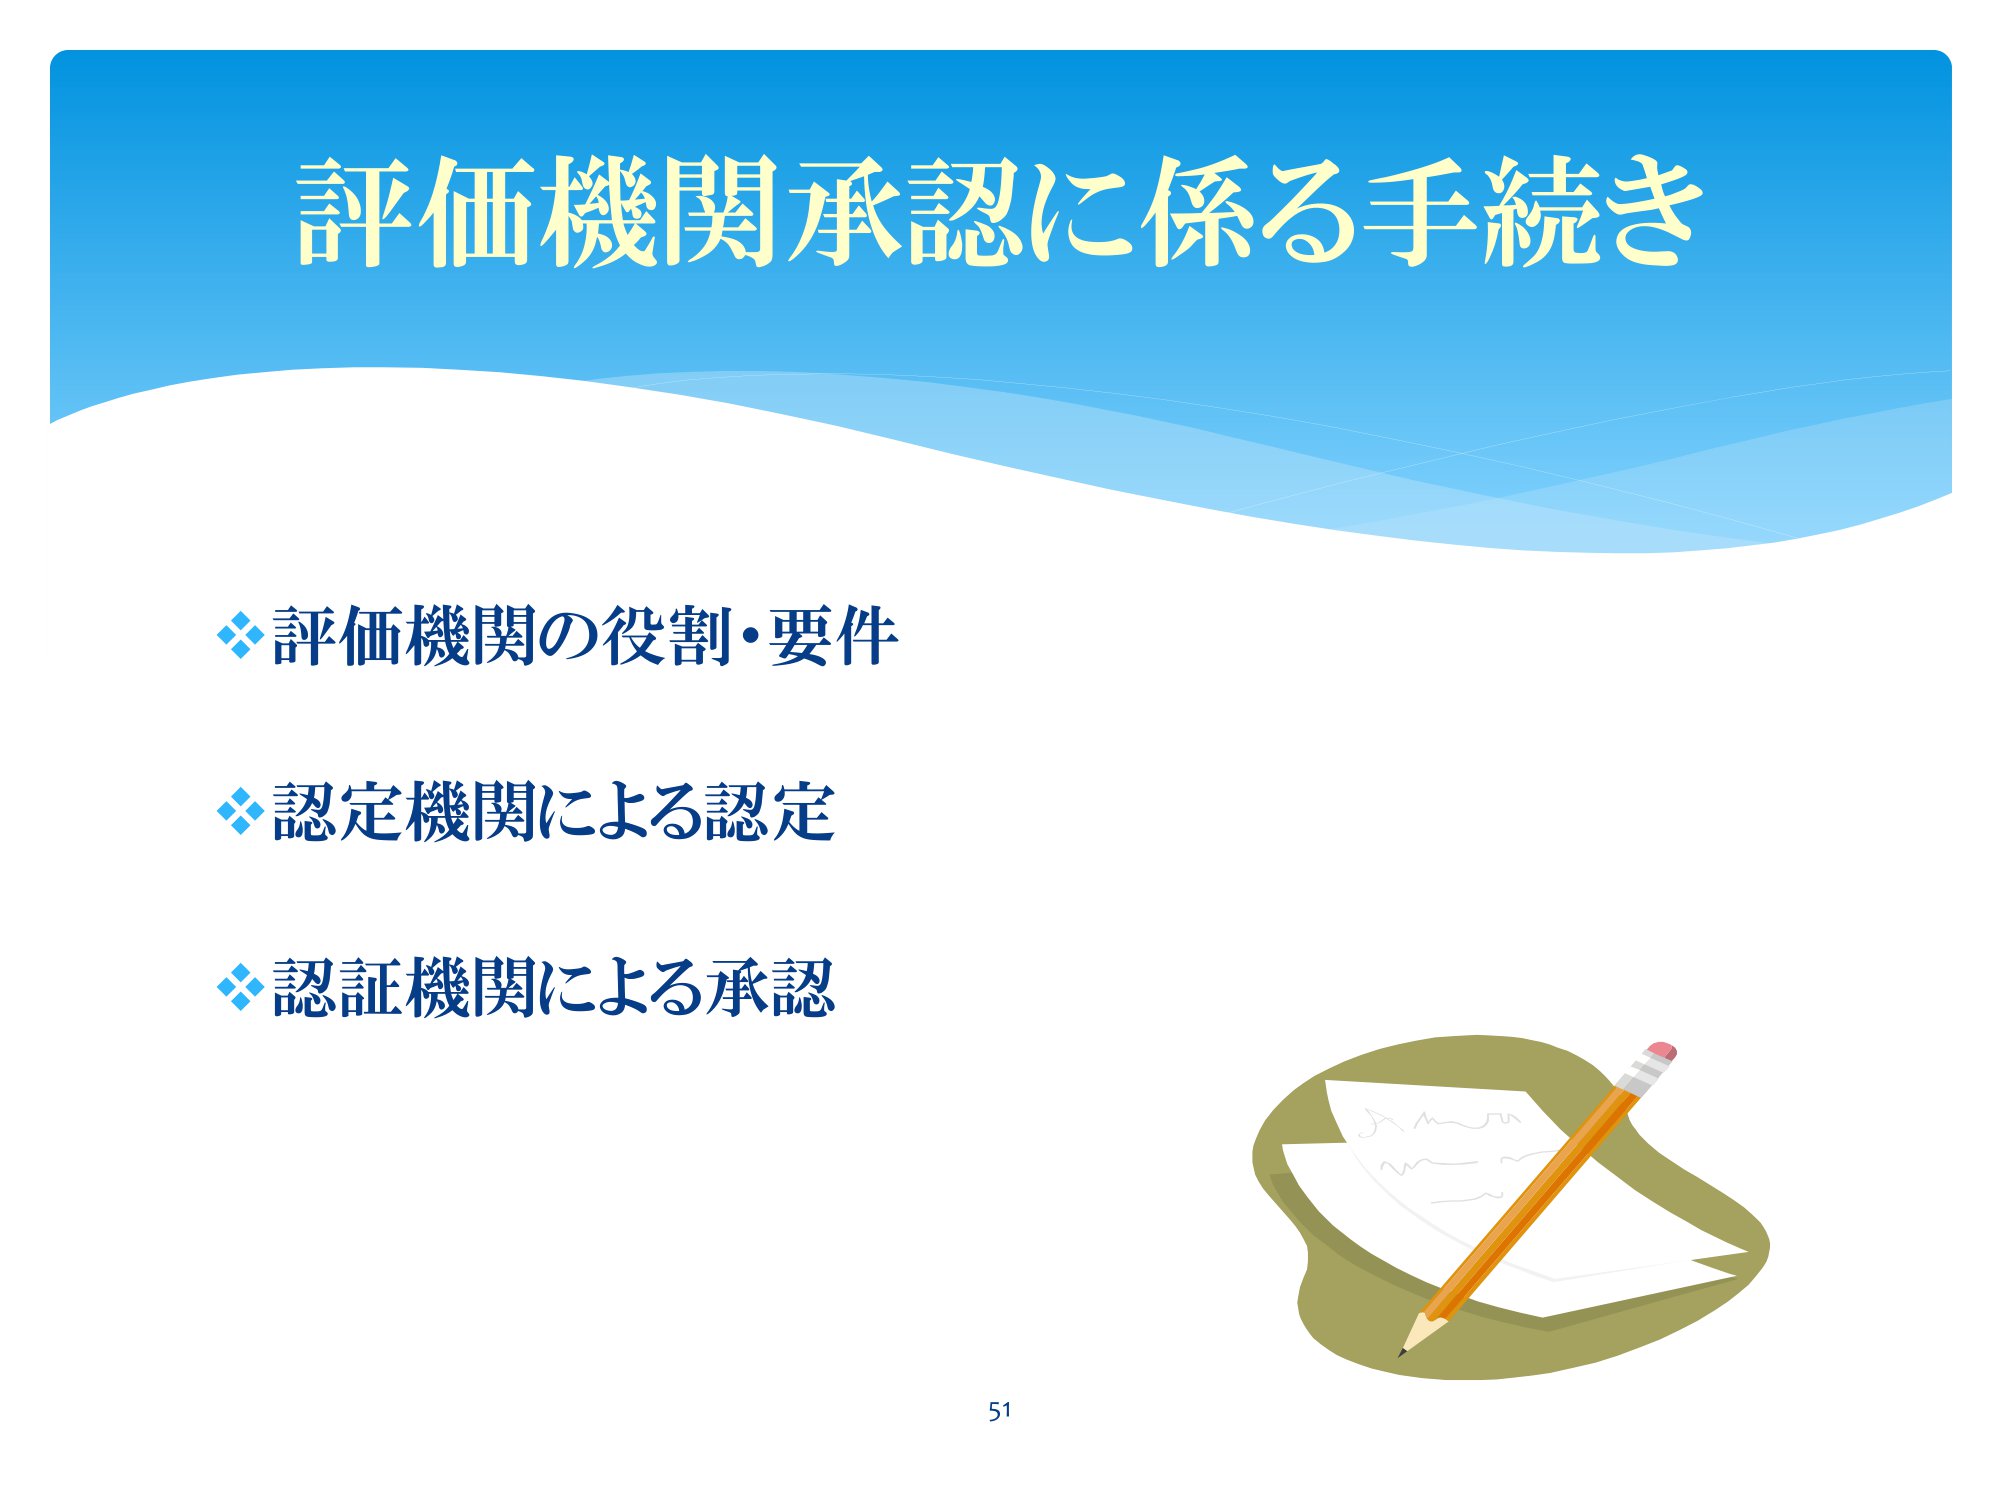 評価機関承認に係る手続き
❖評価機関の役割・要件
❖認定機関による認定
❖認証機関による承認
51